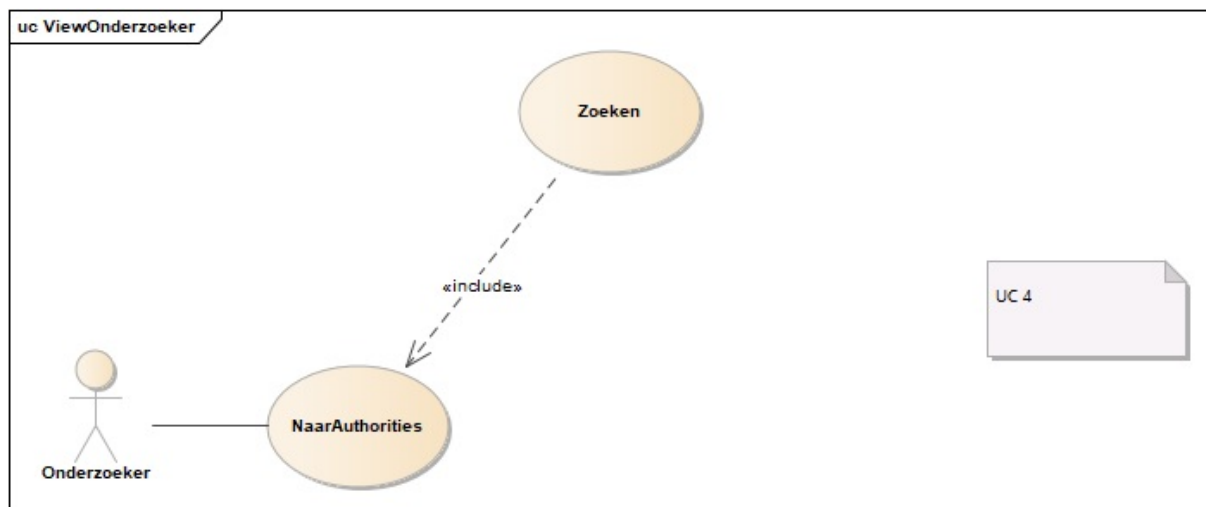 uc ViewOnderzoeker
Zoeken
«include»
UC 4
NaarAuthorities
Onderzoeker